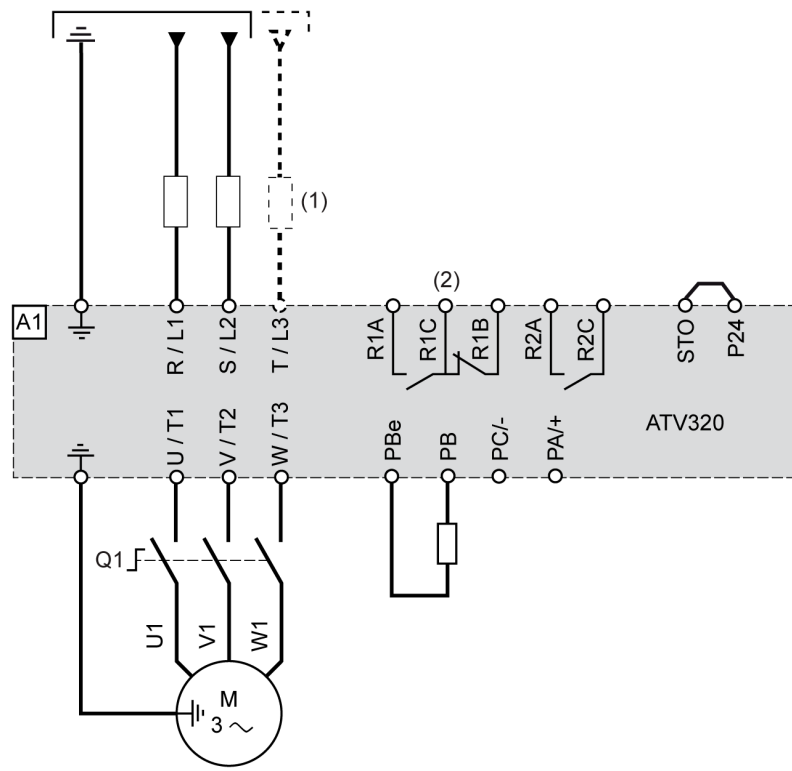 (1)
(2)
A1
R / L1
S / L2
T / L3
R1A
R1C
R1B
R2A
R2C
STO
P24
U / T1
V / T2
W / T3
PBe
PB
PC/-
PA/+
ATV320
Q1
U1
V1
W1
M
3 ~